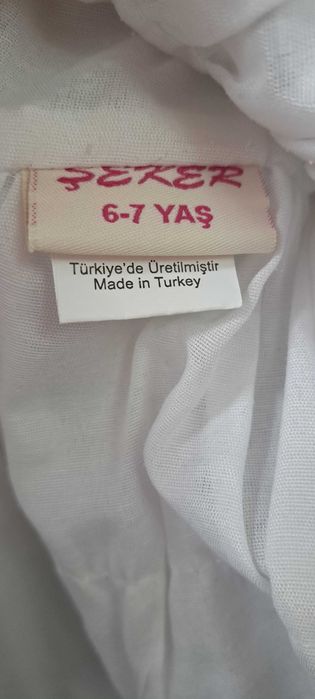 ŞEKER
6-7 YAŞ
Türkiye'de Üretilmiştir
Made in Turkey